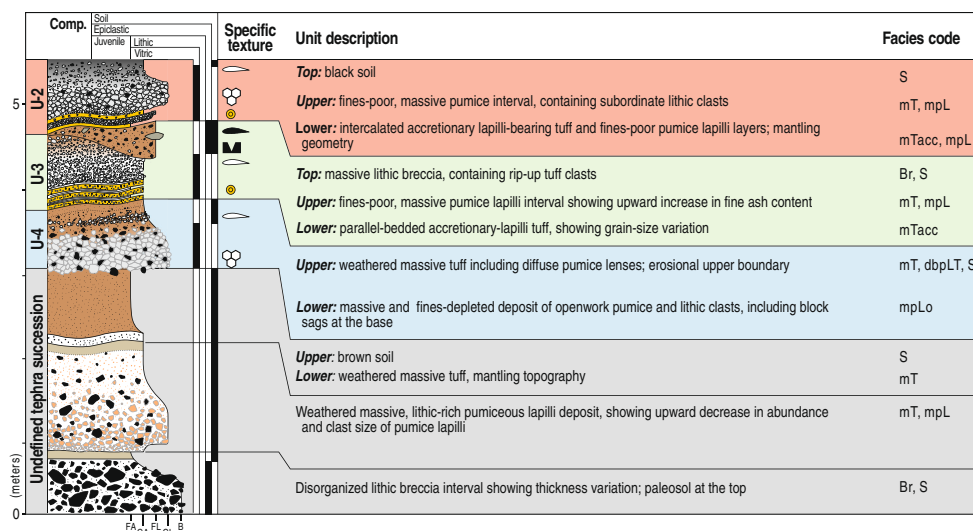 Comp.
Soil
Epiclastic
Juvenile
Lithic
Vitric
Specific
texture
Unit description
Facies code
U-2
Top: black soil
S
Upper: fines-poor, massive pumice interval, containing subordinate lithic clasts
mT, mpL
Lower: intercalated accretionary lapilli-bearing tuff and fines-poor pumice lapilli layers; mantling
geometry
mTacc, mpL
U-3
Top: massive lithic breccia, containing rip-up tuff clasts
Br, S
Upper: fines-poor, massive pumice lapilli interval showing upward increase in fine ash content
mT, mpL
Lower: parallel-bedded accretionary-lapilli tuff, showing grain-size variation
mTacc
U-4
Upper: weathered massive tuff including diffuse pumice lenses; erosional upper boundary
mT, dbpLT, S
Lower: massive and fines-depleted deposit of openwork pumice and lithic clasts, including block
sags at the base
mpLo
Undefined tephra succession
Upper: brown soil
S
Lower: weathered massive tuff, mantling topography
mT
Weathered massive, lithic-rich pumiceous lapilli deposit, showing upward decrease in abundance
and clast size of pumice lapilli
mT, mpL
Disorganized lithic breccia interval showing thickness variation; paleosol at the top
Br, S
5
0
(meters)
FA
FL
B